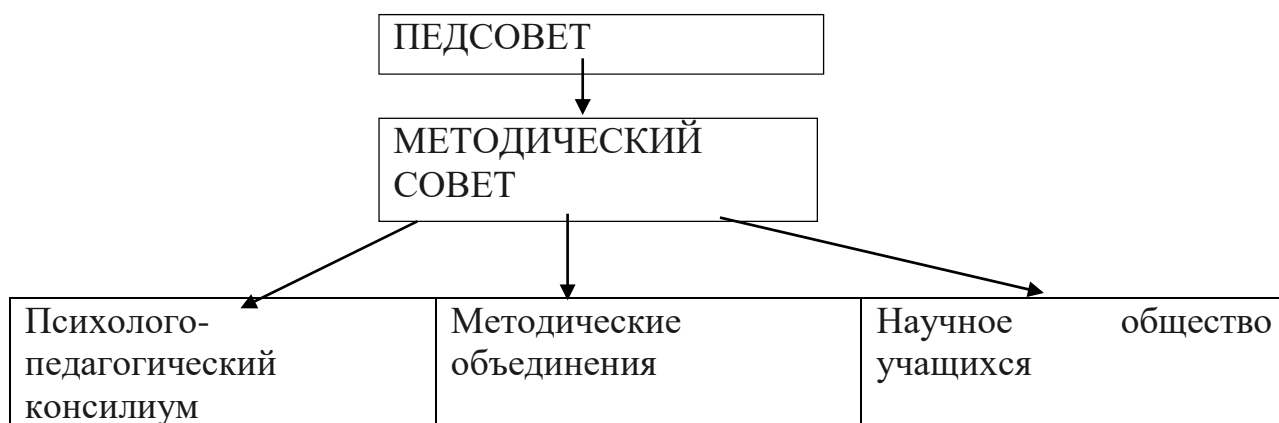 ПЕДСОВЕТ
МЕТОДИЧЕСКИЙ
СОВЕТ
Психолого-
педагогический
консилиум
Методические
объединения
Научное общество
учащихся